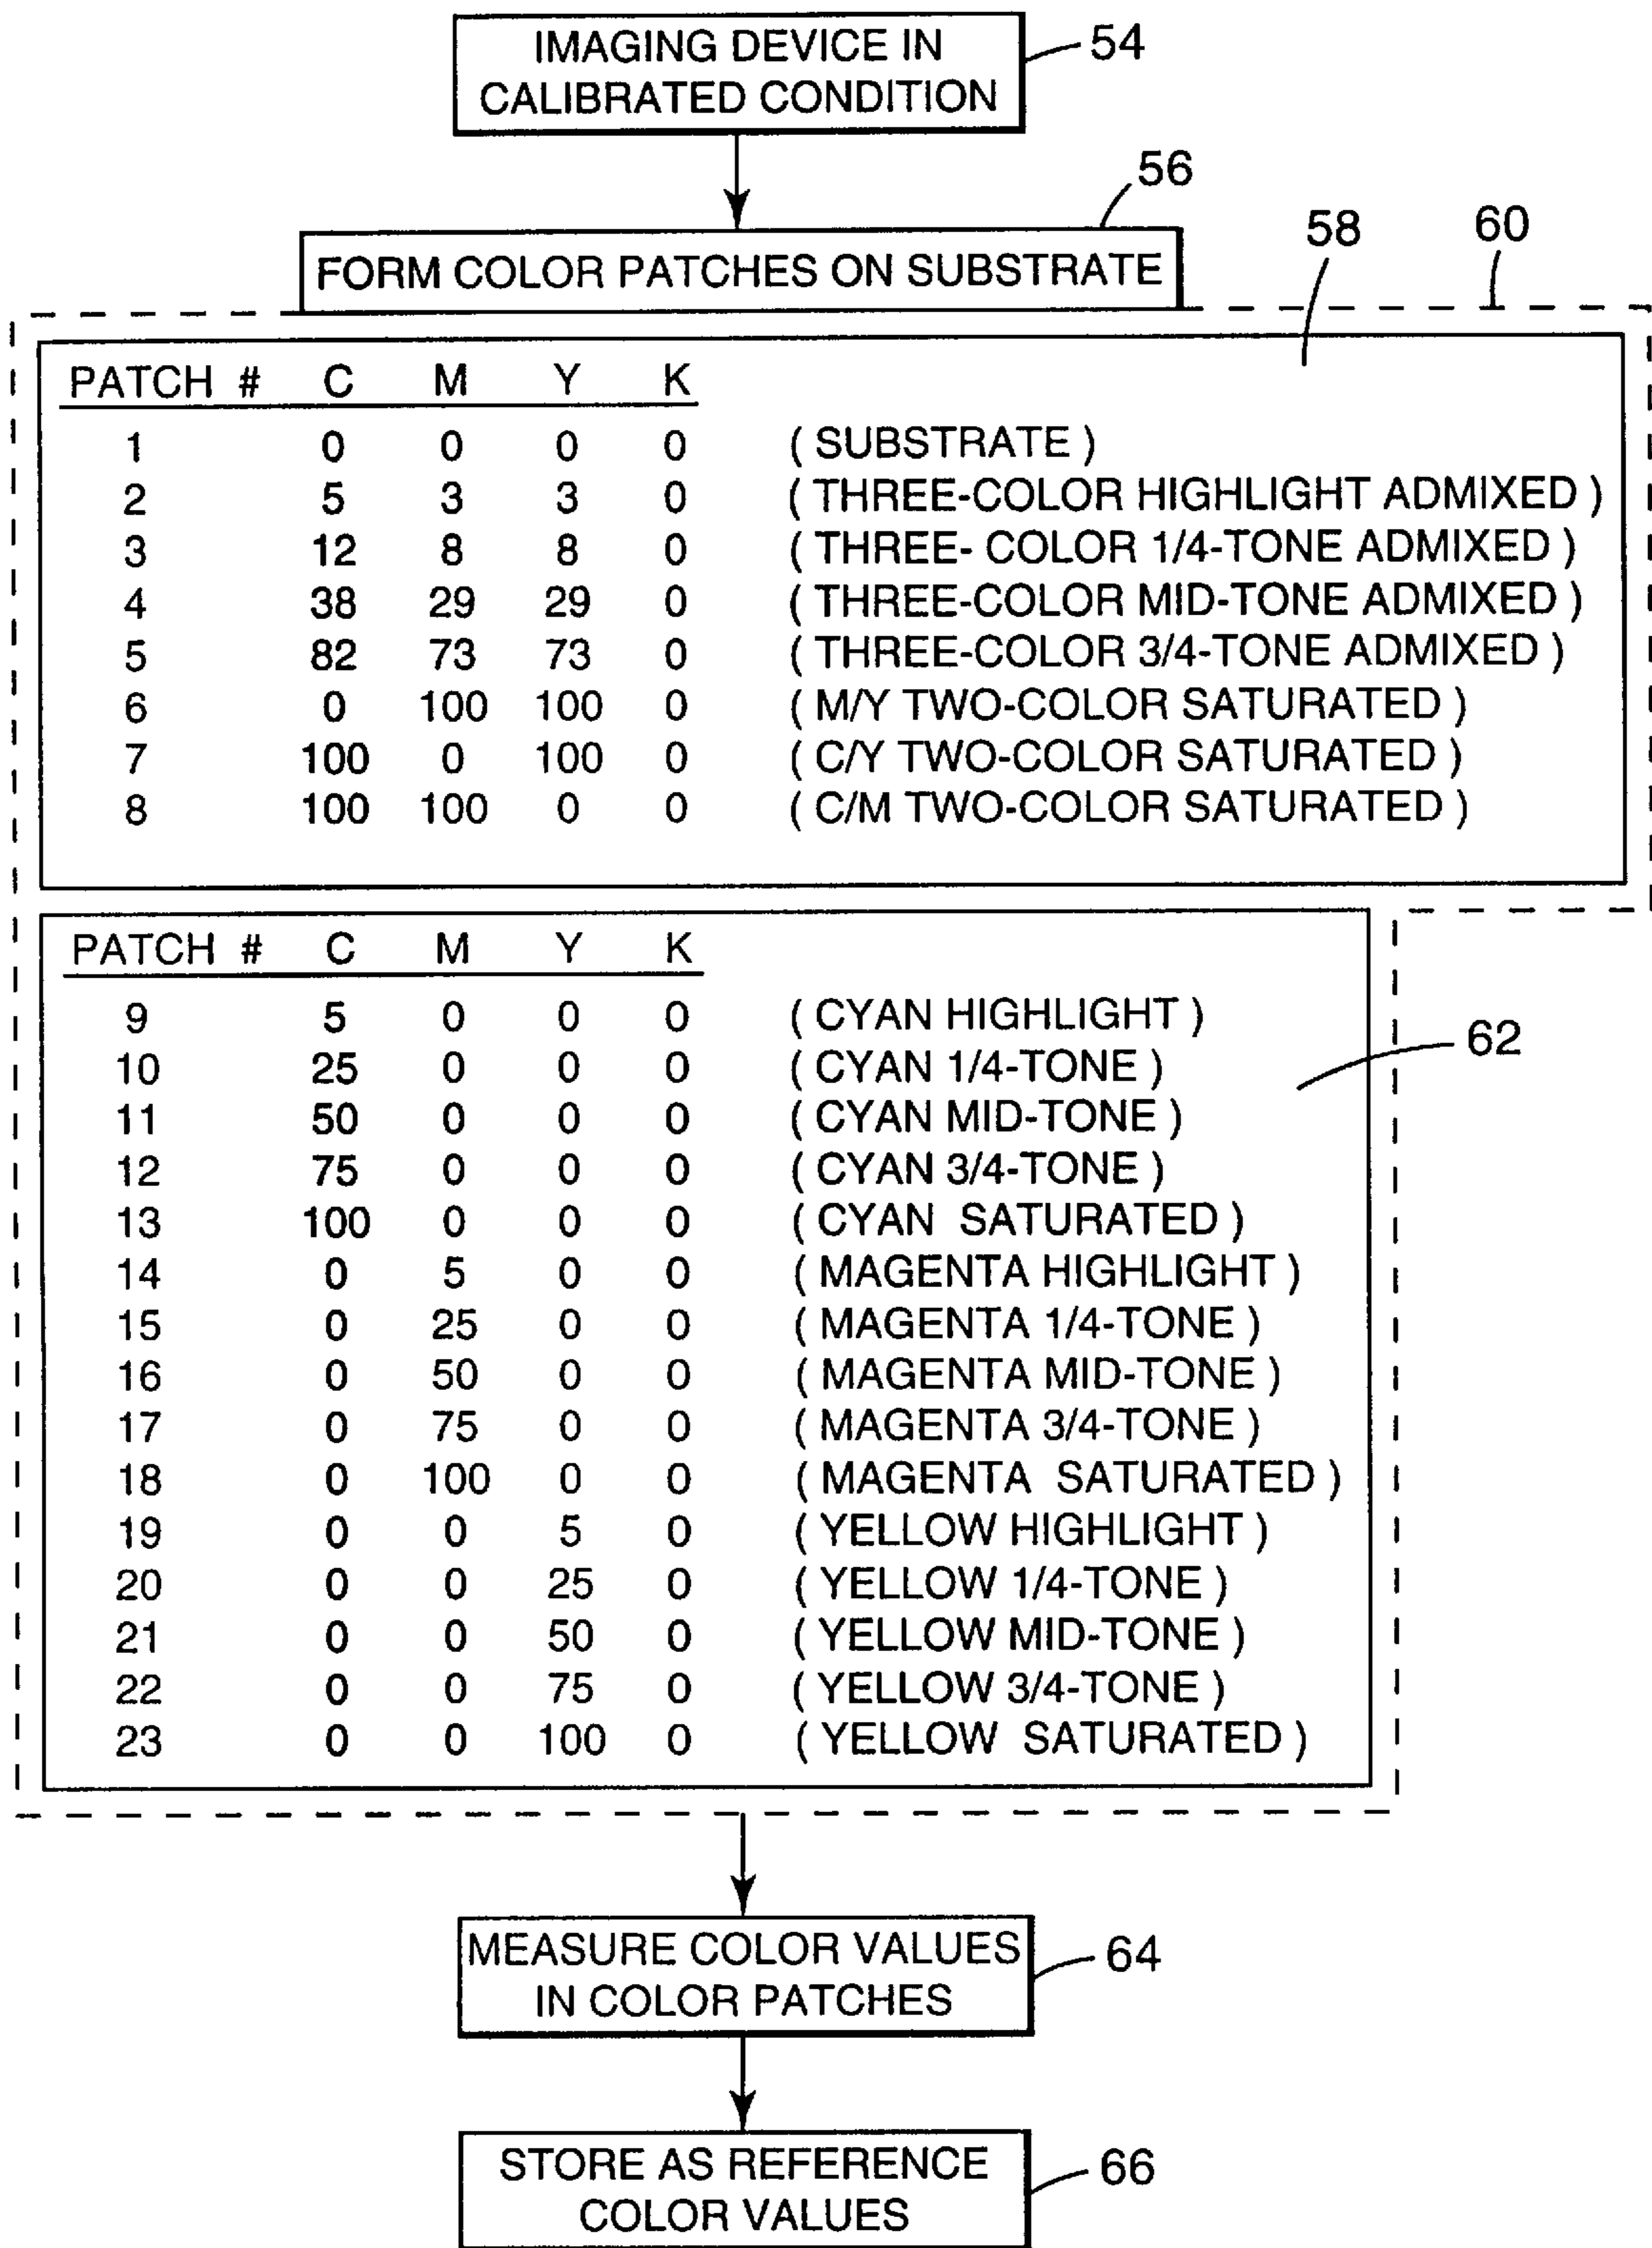 IMAGING DEVICE IN
CALIBRATED CONDITION
54
56
FORM COLOR PATCHES ON SUBSTRATE
58
60
PATCH # C M Y K
1 0 0 0 0 ( SUBSTRATE )
2 5 3 3 0 ( THREE-COLOR HIGHLIGHT ADMIXED )
3 12 8 8 0 ( THREE- COLOR 1/4-TONE ADMIXED )
4 38 29 29 0 ( THREE-COLOR MID-TONE ADMIXED )
5 82 73 73 0 ( THREE-COLOR 3/4-TONE ADMIXED )
6 0 100 100 0 ( M/Y TWO-COLOR SATURATED )
7 100 0 100 0 ( C/Y TWO-COLOR SATURATED )
8 100 100 0 0 ( C/M TWO-COLOR SATURATED )
PATCH # C M Y K
9 5 0 0 0 ( CYAN HIGHLIGHT )
10 25 0 0 0 ( CYAN 1/4-TONE )
11 50 0 0 0 ( CYAN MID-TONE )
12 75 0 0 0 ( CYAN 3/4-TONE )
13 100 0 0 0 ( CYAN SATURATED )
14 0 5 0 0 ( MAGENTA HIGHLIGHT )
15 0 25 0 0 ( MAGENTA 1/4-TONE )
16 0 50 0 0 ( MAGENTA MID-TONE )
17 0 75 0 0 ( MAGENTA 3/4-TONE )
18 0 100 0 0 ( MAGENTA SATURATED )
19 0 0 5 0 ( YELLOW HIGHLIGHT )
20 0 0 25 0 ( YELLOW 1/4-TONE )
21 0 0 50 0 ( YELLOW MID-TONE )
22 0 0 75 0 ( YELLOW 3/4-TONE )
23 0 0 100 0 ( YELLOW SATURATED )
62
MEASURE COLOR VALUES
IN COLOR PATCHES
64
STORE AS REFERENCE
COLOR VALUES
66